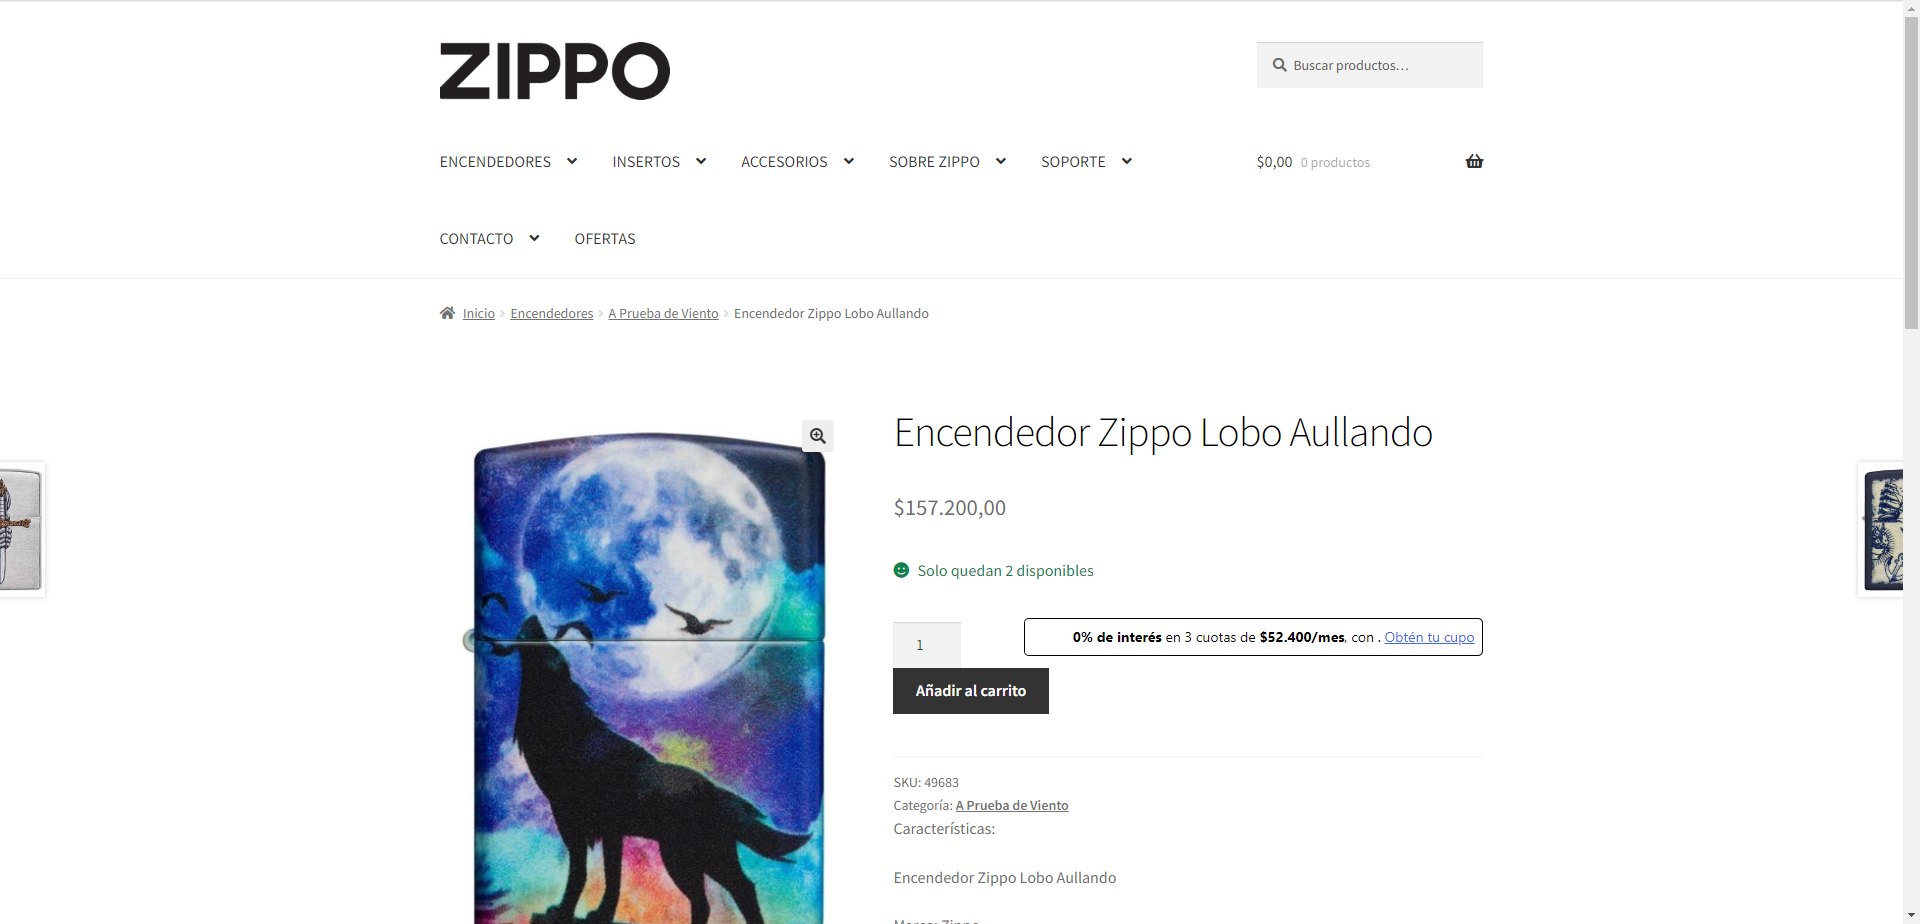 ZIPPO
Buscar productos…
ENCENDEDORES
INSERTOS
ACCESORIOS
SOBRE ZIPPO
SOPORTE
$0,00 0 productos
CONTACTO
OFERTAS
Inicio > Encendedores > A Prueba de Viento > Encendedor Zippo Lobo Aullando
Encendedor Zippo Lobo Aullando
$157.200,00
Solo quedan 2 disponibles
1
0% de interés en 3 cuotas de $52.400/mes, con . Obtén tu cupo
Añadir al carrito
SKU: 49683
Categoría: A Prueba de Viento
Características:
Encendedor Zippo Lobo Aullando
Marca: Zippo